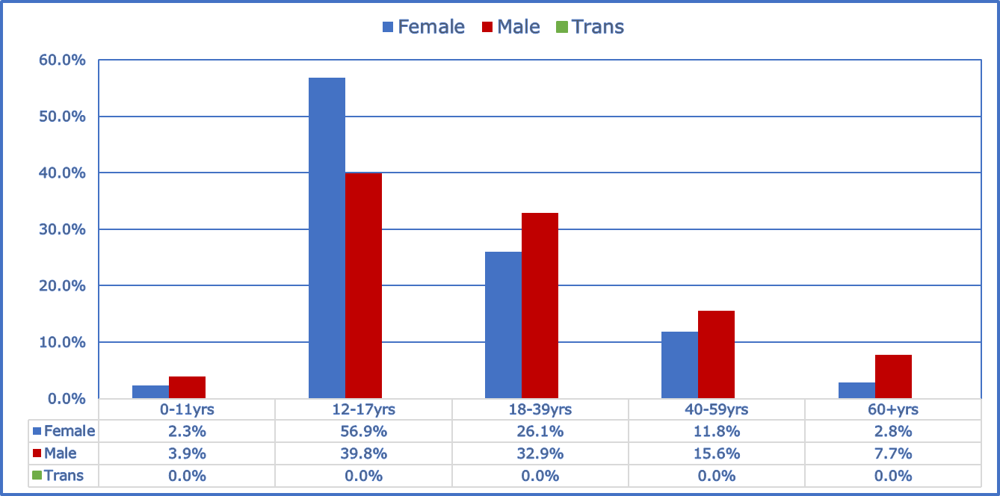 Female Male Trans
60.0%
50.0%
40.0%
30.0%
20.0%
10.0%
0.0%
0-11yrs 12-17yrs 18-39yrs 40-59yrs 60+yrs
Female 2.3% 56.9% 26.1% 11.8% 2.8%
Male 3.9% 39.8% 32.9% 15.6% 7.7%
Trans 0.0% 0.0% 0.0% 0.0% 0.0%